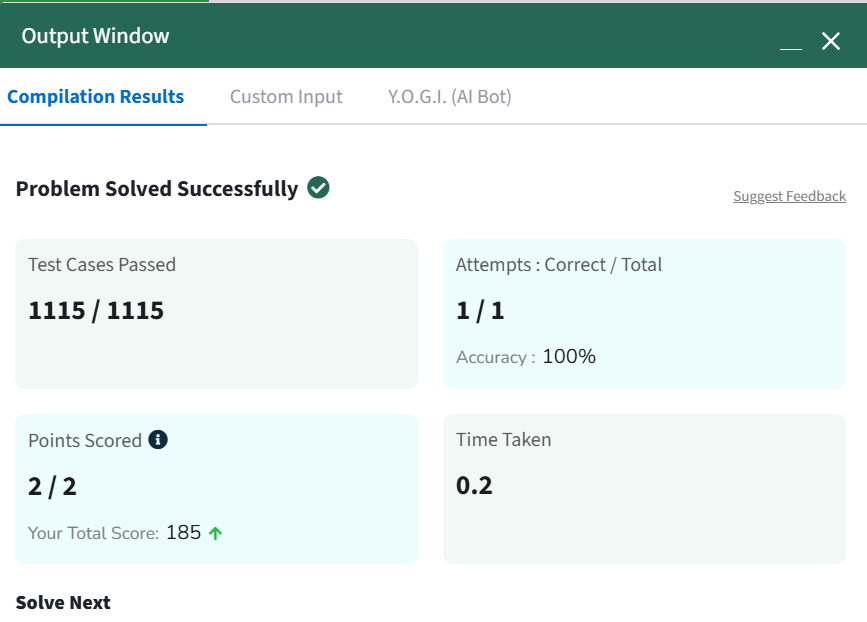 Output Window
Compilation Results
Custom Input
Y.O.G.I. (AI Bot)
Problem Solved Successfully
Suggest Feedback
Test Cases Passed
1115 / 1115
Attempts : Correct / Total
1 / 1
Accuracy : 100%
Points Scored
2 / 2
Your Total Score: 185
Time Taken
0.2
Solve Next